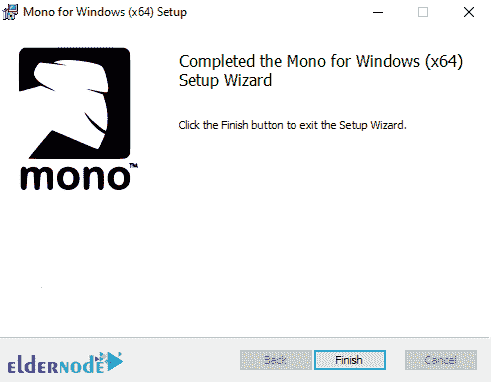 Mono for Windows (x64) Setup
Completed the Mono for Windows (x64)
Setup Wizard
Click the Finish button to exit the Setup Wizard.
mono™
ELDERNODE
Back
Finish
Cancel